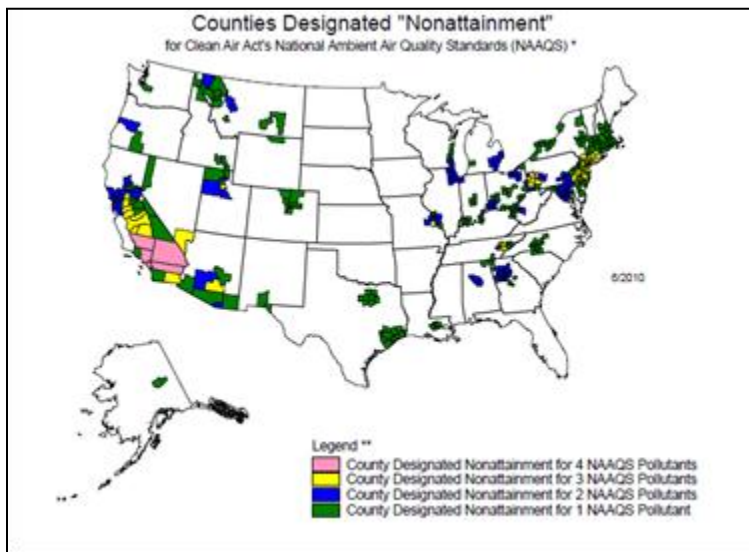 Counties Designated "Nonattainment"
for Clean Air Act's National Ambient Air Quality Standards (NAAQS) *
6/2010
Legend **
County Designated Nonattainment for 4 NAAQS Pollutants
County Designated Nonattainment for 3 NAAQS Pollutants
County Designated Nonattainment for 2 NAAQS Pollutants
County Designated Nonattainment for 1 NAAQS Pollutant